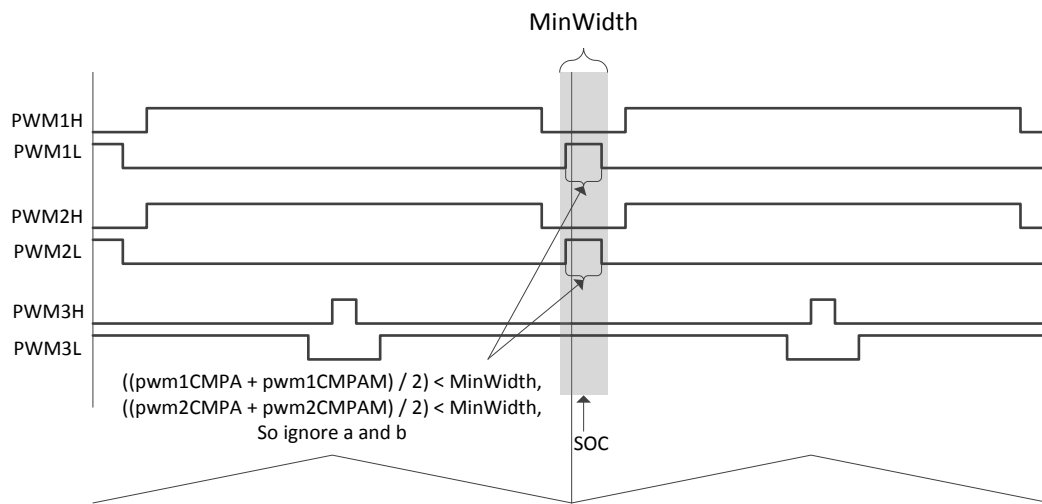 MinWidth
PWM1H
PWM1L
PWM2H
PWM2L
PWM3H
PWM3L
((pwm1CMPA + pwm1CMPAM) / 2) < MinWidth,
((pwm2CMPA + pwm2CMPAM) / 2) < MinWidth,
So ignore a and b
SOC